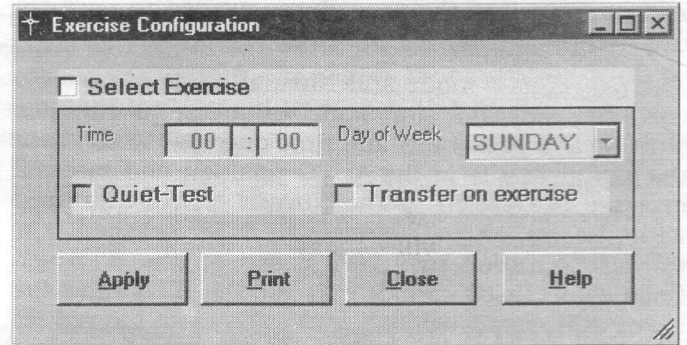 Exercise Configuration
Select Exercise
Time 00 : 00 Day of Week SUNDAY
Quiet-Test Transfer on exercise
Apply Print Close Help